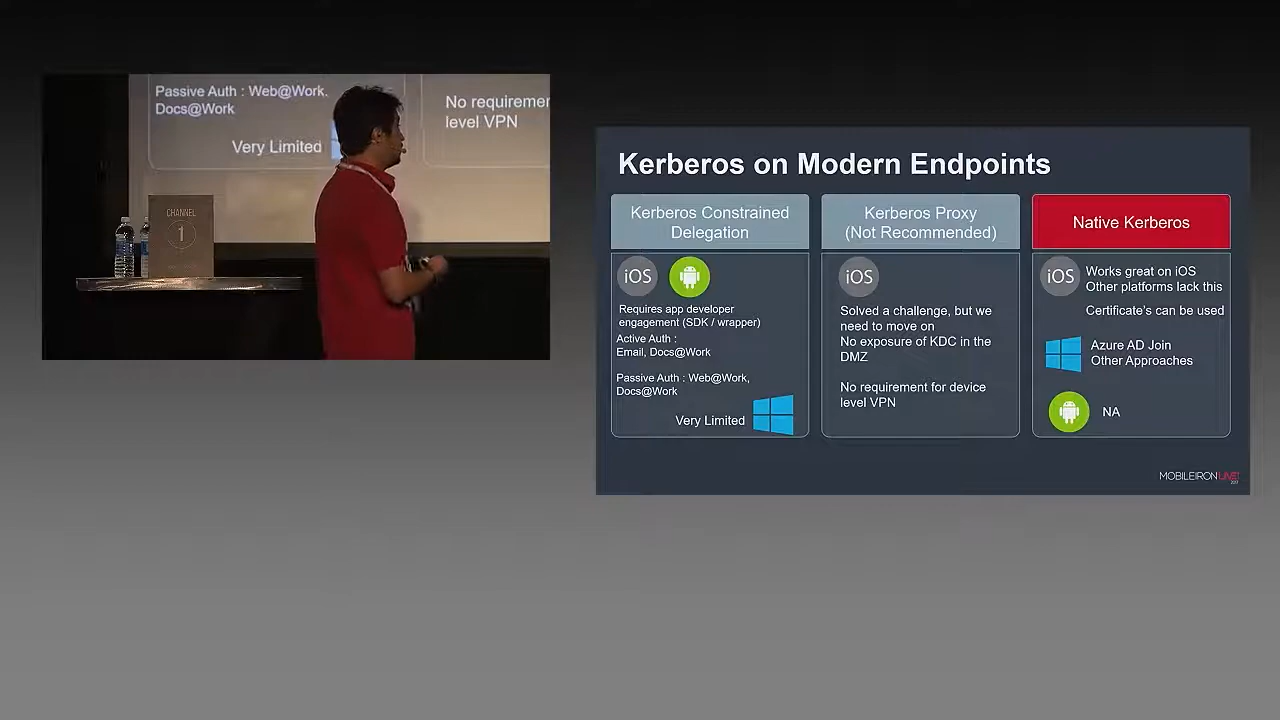 Passive Auth : Web@Work.
Docs@Work
Very Limited
No requiremen
level VPN
CHANNEL
1
Kerberos on Modern Endpoints
Kerberos Constrained
Delegation
iOS
Requires app developer
engagement (SDK / wrapper)
Active Auth :
Email, Docs@Work
Passive Auth : Web@Work,
Docs@Work
Very Limited
Kerberos Proxy
(Not Recommended)
iOS
Solved a challenge, but we
need to move on
No exposure of KDC in the
DMZ
No requirement for device
level VPN
Native Kerberos
iOS
Works great on iOS
Other platforms lack this
Certificate's can be used
Azure AD Join
Other Approaches
NA
MOBILEIRON LIVE!
2017